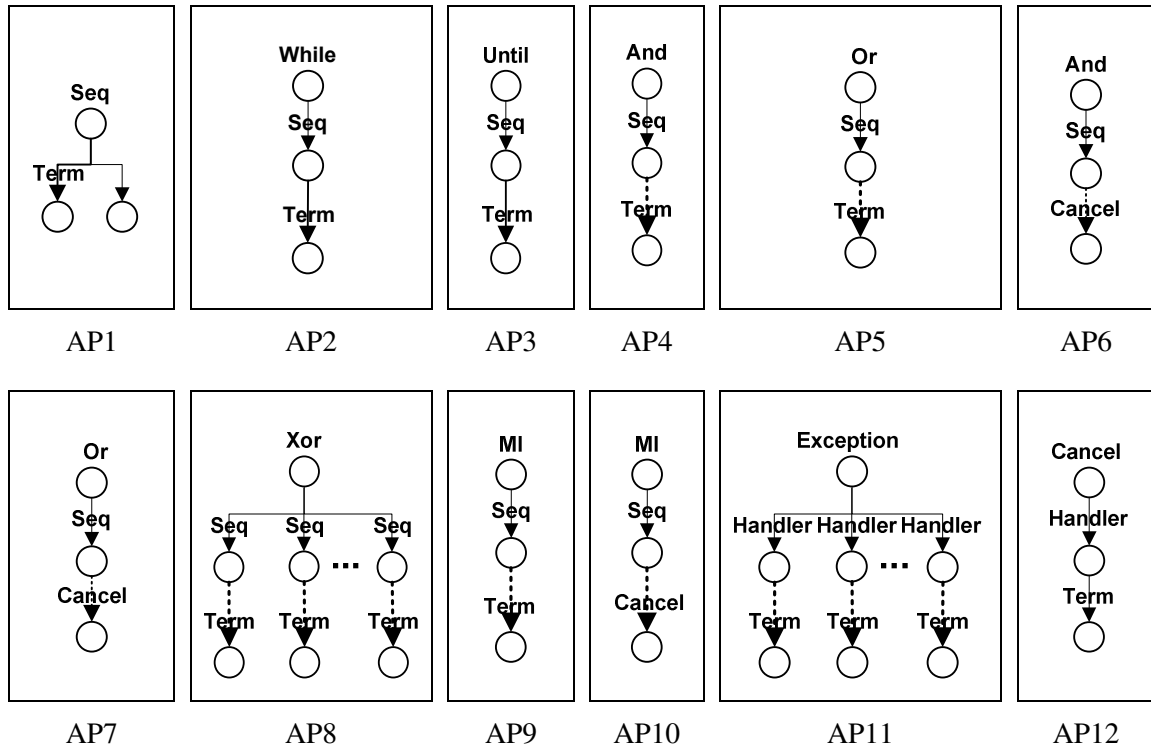 Seq
Term
AP1
While
Seq
Term
AP2
Until
Seq
Term
AP3
And
Seq
Term
AP4
Or
Seq
Term
AP5
And
Seq
Cancel
AP6
Or
Seq
Cancel
AP7
Xor
Seq Seq Seq
...
Term Term Term
AP8
MI
Seq
Term
AP9
MI
Seq
Cancel
AP10
Exception
Handler Handler Handler
...
Term Term Term
AP11
Cancel
Handler
Term
AP12